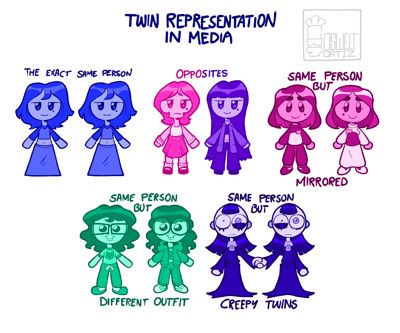 TWIN REPRESENTATION
IN MEDIA
THE EXACT SAME PERSON
OPPOSITES
SAME PERSON
BUT
MIRRORED
SAME PERSON
BUT
DIFFERENT OUTFIT
SAME PERSON
BUT
CREEPY TWINS
ORTIZ